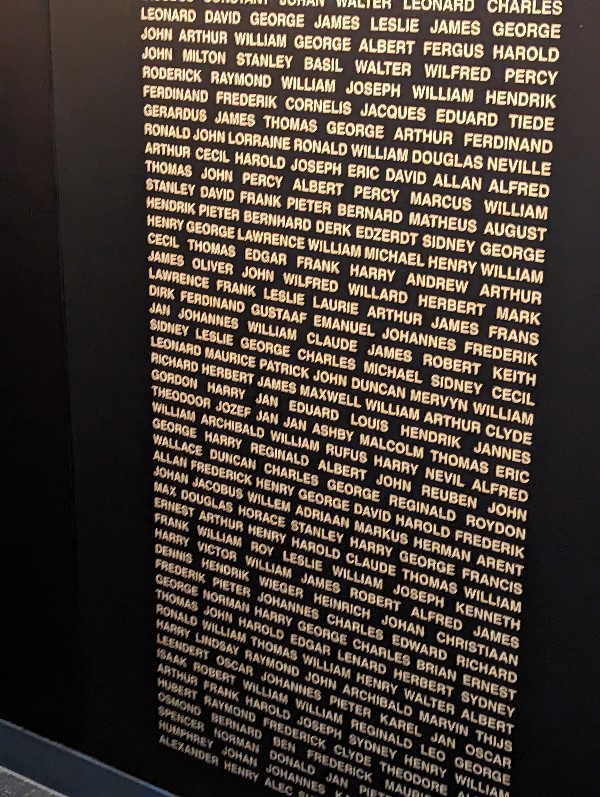 CONSTANT JOHAN WALTER LEONARD CHARLES
LEONARD DAVID GEORGE JAMES LESLIE JAMES GEORGE
JOHN ARTHUR WILLIAM GEORGE ALBERT FERGUS HAROLD
JOHN MILTON STANLEY BASIL WALTER WILFRED PERCY
RODERICK RAYMOND WILLIAM JOSEPH WILLIAM HENDRIK
FERDINAND FREDERIK CORNELIS JACQUES EDUARD TIEDE
GERARDUS JAMES THOMAS GEORGE ARTHUR FERDINAND
RONALD JOHN LORRAINE RONALD WILLIAM DOUGLAS NEVILLE
ARTHUR CECIL HAROLD JOSEPH ERIC DAVID ALLAN ALFRED
THOMAS JOHN PERCY ALBERT PERCY MARCUS WILLIAM
STANLEY DAVID FRANK PIETER BERNARD MATHEUS AUGUST
HENDRIK PIETER BERNHARD DERK EDZERDT SIDNEY GEORGE
HENRY GEORGE LAWRENCE WILLIAM MICHAEL HENRY WILLIAM
CECIL THOMAS EDGAR FRANK HARRY ANDREW ARTHUR
JAMES OLIVER JOHN WILFRED WILLARD HERBERT MARK
LAWRENCE FRANK LESLIE LAURIE ARTHUR JAMES FRANS
DIRK FERDINAND GUSTAAF EMANUEL JOHANNES FREDERIK
JAN JOHANNES WILLIAM CLAUDE JAMES ROBERT KEITH
SIDNEY LESLIE GEORGE CHARLES MICHAEL SIDNEY CECIL
LEONARD MAURICE PATRICK JOHN DUNCAN MERVYN WILLIAM
RICHARD HERBERT JAMES MAXWELL WILLIAM ARTHUR CLYDE
GORDON HARRY JAN EDUARD LOUIS HENDRIK JANNES
THEODOOR JOZEF JAN JAN ASHBY MALCOLM THOMAS ERIC
WILLIAM ARCHIBALD WILLIAM RUFUS HARRY NEVIL ALFRED
GEORGE HARRY REGINALD ALBERT JOHN REUBEN JOHN
WALLACE DUNCAN CHARLES GEORGE REGINALD ROYDON
ALLAN FREDERICK HENRY GEORGE DAVID HAROLD FREDERIK
JOHAN JACOBUS WILLEM ADRIAAN MARKUS HERMAN ARENT
MAX DOUGLAS HORACE STANLEY HARRY GEORGE FRANCIS
ERNEST ARTHUR HENRY HAROLD CLAUDE THOMAS WILLIAM
FRANK WILLIAM ROY LESLIE WILLIAM JOSEPH KENNETH
HARRY VICTOR WILLIAM JAMES ROBERT ALFRED JAMES
DENNIS HENDRIK WIEGER HEINRICH JOHAN CHRISTIAAN
FREDERIK PIETER JOHANNES CHARLES EDWARD RICHARD
GEORGE NORMAN HARRY GEORGE CHARLES BRIAN ERNEST
THOMAS JOHN HAROLD EDGAR LENARD HERBERT SYDNEY
RONALD WILLIAM THOMAS WILLIAM HENRY WALTER ALBERT
HARRY LINDSAY RAYMOND JOHN ARCHIBALD MARVIN THIJS
LEENDERT OSCAR JOHANNES PIETER KAREL JAN OSCAR
ISAAK ROBERT WILLIAM WILLIAM REGINALD LEO GEORGE
ARTHUR FRANK HAROLD JOSEPH SYDNEY HENRY WILLIAM
HUBERT RAYMOND FREDERICK CLYDE THEODORE
OSMOND BERNARD BEN FREDERIK MAURICE
SPENCER NORMAN DONALD JAN
HUMPHREY JOHAN JOHANNES
ALEXANDER HENRY ALEC